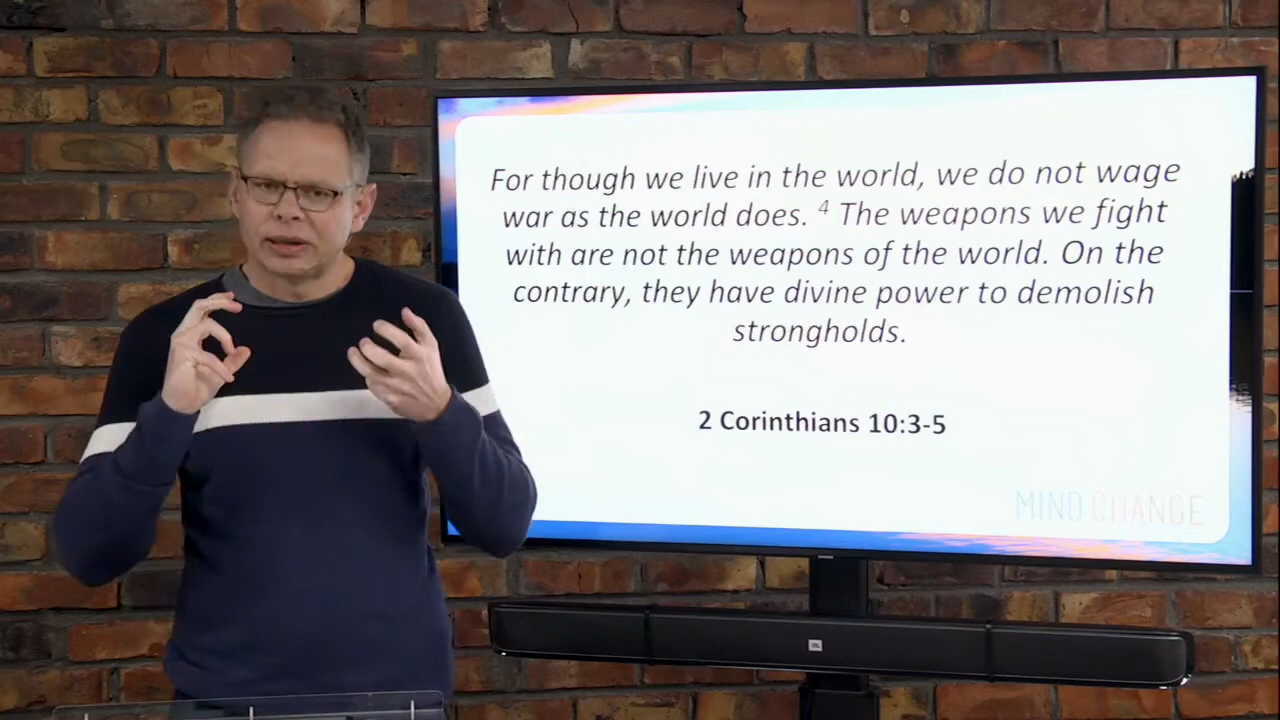 For though we live in the world, we do not wage
war as the world does. ⁴ The weapons we fight
with are not the weapons of the world. On the
contrary, they have divine power to demolish
strongholds.
2 Corinthians 10:3-5
MIND CHANGE
JBL